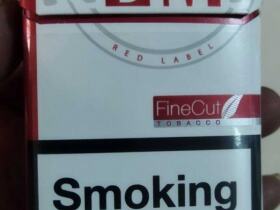 RED LABEL
FineCut
TOBACCO
Smoking